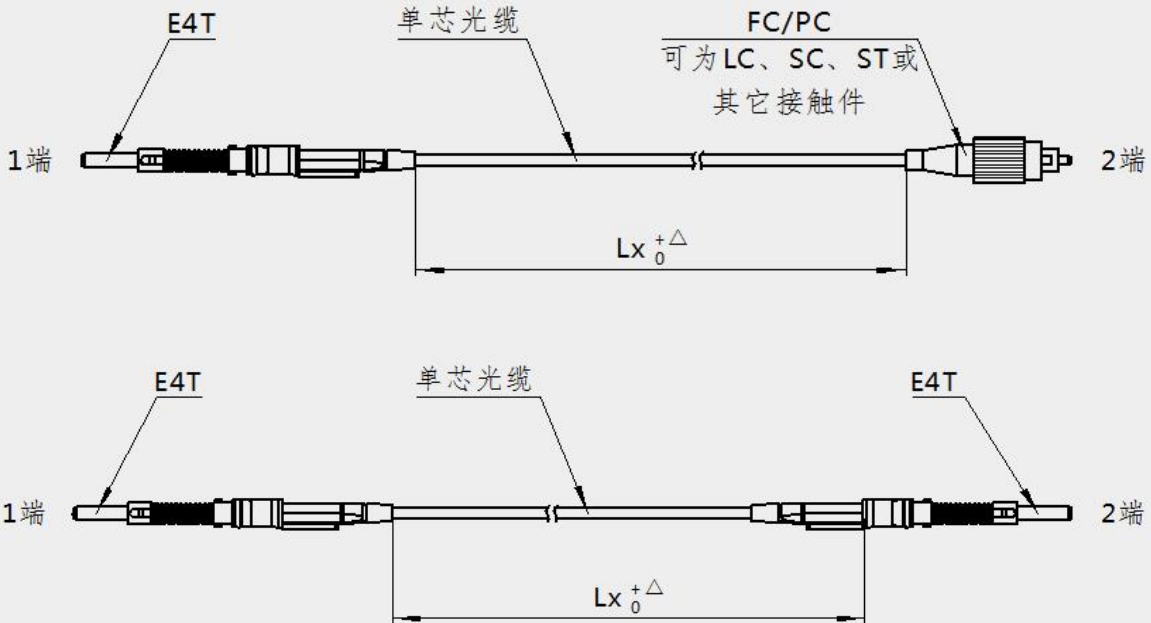 E4T
单芯光缆
FC/PC
可为LC、SC、ST或
其它接触件
1端
2端
Lx +△ 0
E4T
单芯光缆
E4T
1端
2端
Lx +△ 0